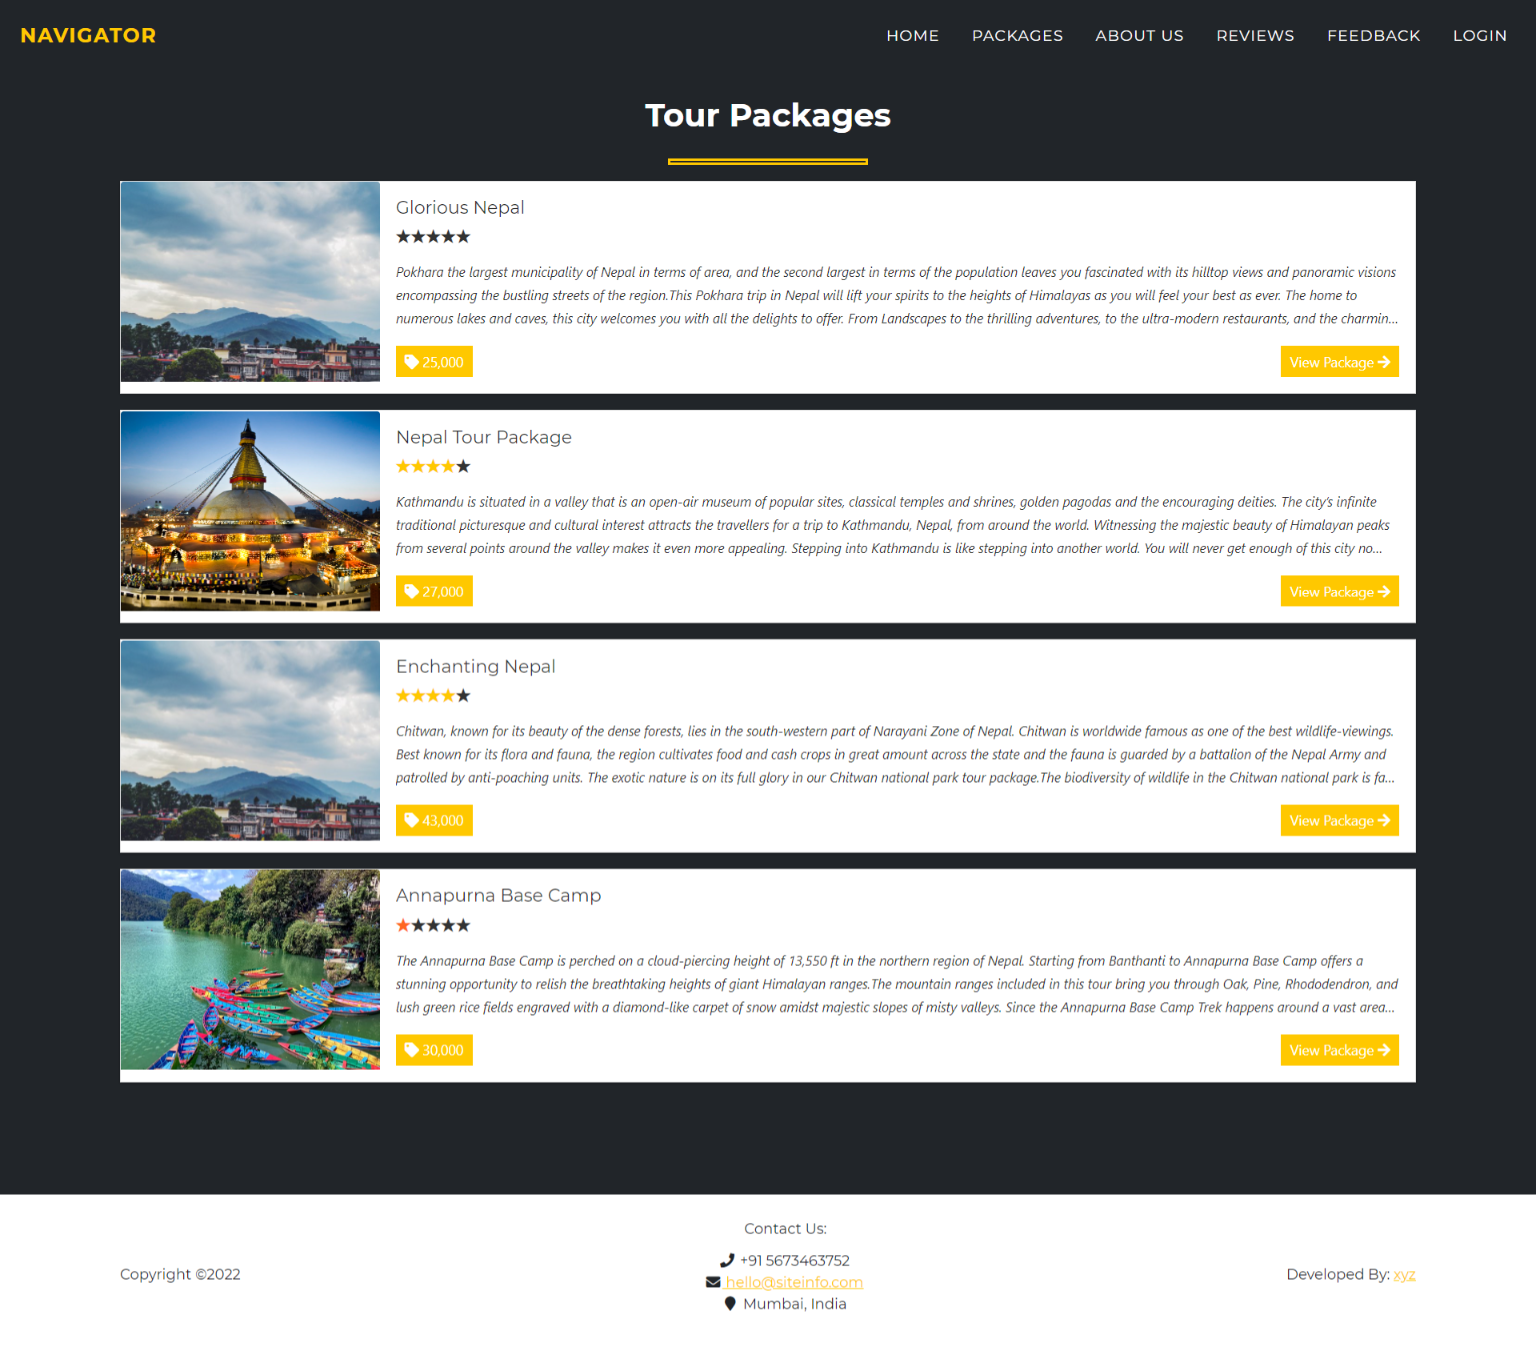 NAVIGATOR
HOME PACKAGES ABOUT US REVIEWS FEEDBACK LOGIN
Tour Packages
Glorious Nepal
Pokhara the largest municipality of Nepal in terms of area, and the second largest in terms of the population leaves you fascinated with its hilltop views and panoramic visions
encompassing the bustling streets of the region.This Pokhara trip in Nepal will lift your spirits to the heights of Himalayas as you will feel your best as ever. The home to
numerous lakes and caves, this city welcomes you with all the delights to offer. From Landscapes to the thrilling adventures, to the ultra-modern restaurants, and the charmin...
25,000
View Package
Nepal Tour Package
Kathmandu is situated in a valley that is an open-air museum of popular sites, classical temples and shrines, golden pagodas and the encouraging deities. The city's infinite
traditional picturesque and cultural interest attracts the travellers for a trip to Kathmandu, Nepal, from around the world. Witnessing the majestic beauty of Himalayan peaks
from several points around the valley makes it even more appealing. Stepping into Kathmandu is like stepping into another world. You will never get enough of this city no...
27,000
View Package
Enchanting Nepal
Chitwan, known for its beauty of the dense forests, lies in the south-western part of Narayani Zone of Nepal. Chitwan is worldwide famous as one of the best wildlife-viewings.
Best known for its flora and fauna, the region cultivates food and cash crops in great amount across the state and the fauna is guarded by a battalion of the Nepal Army and
patrolled by anti-poaching units. The exotic nature is on its full glory in our Chitwan national park tour package.The biodiversity of wildlife in the Chitwan national park is fa...
43,000
View Package
Annapurna Base Camp
The Annapurna Base Camp is perched on a cloud-piercing height of 13,550 ft in the northern region of Nepal. Starting from Banthanti to Annapurna Base Camp offers a
stunning opportunity to relish the breathtaking heights of giant Himalayan ranges.The mountain ranges included in this tour bring you through Oak, Pine, Rhododendron, and
lush green rice fields engraved with a diamond-like carpet of snow amidst majestic slopes of misty valleys. Since the Annapurna Base Camp Trek happens around a vast area...
30,000
View Package
Copyright ©2022
Contact Us:
+91 5673463752
hello@siteinfo.com
Mumbai, India
Developed By: xyz